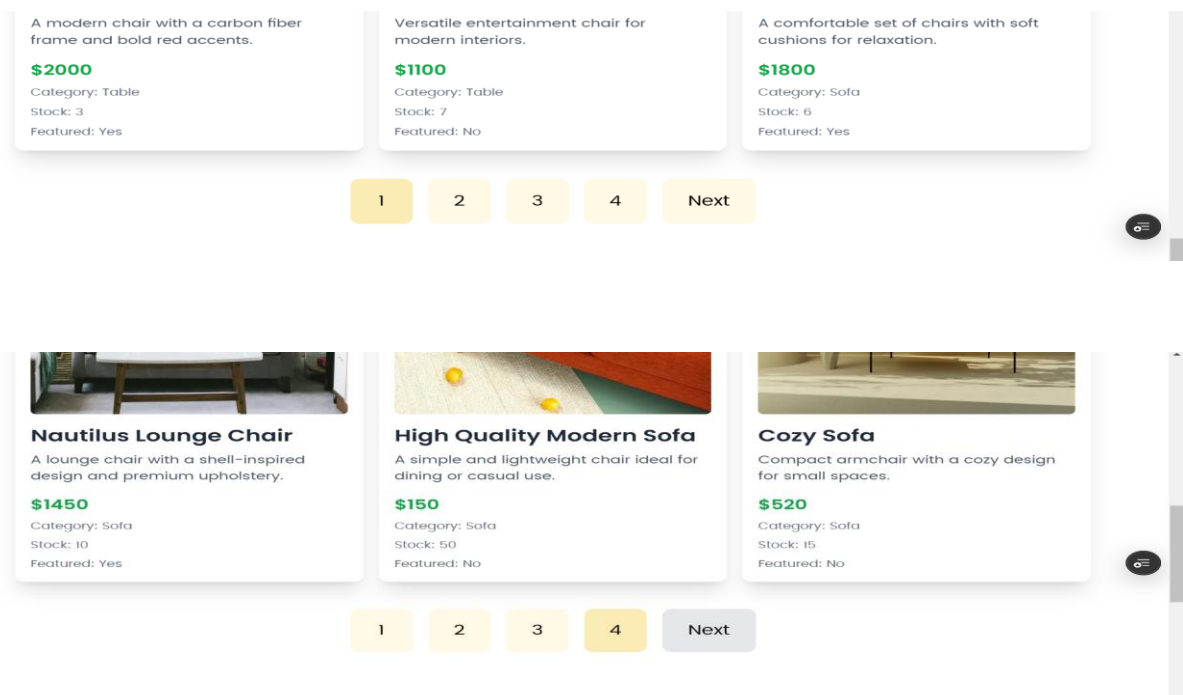 A modern chair with a carbon fiber
frame and bold red accents.
$2000
Category: Table
Stock: 3
Featured: Yes
Versatile entertainment chair for
modern interiors.
$1100
Category: Table
Stock: 7
Featured: No
A comfortable set of chairs with soft
cushions for relaxation.
$1800
Category: Sofa
Stock: 6
Featured: Yes
1 2 3 4 Next
Nautilus Lounge Chair
A lounge chair with a shell-inspired
design and premium upholstery.
$1450
Category: Sofa
Stock: 10
Featured: Yes
High Quality Modern Sofa
A simple and lightweight chair ideal for
dining or casual use.
$150
Category: Sofa
Stock: 50
Featured: No
Cozy Sofa
Compact armchair with a cozy design
for small spaces.
$520
Category: Sofa
Stock: 15
Featured: No
1 2 3 4 Next